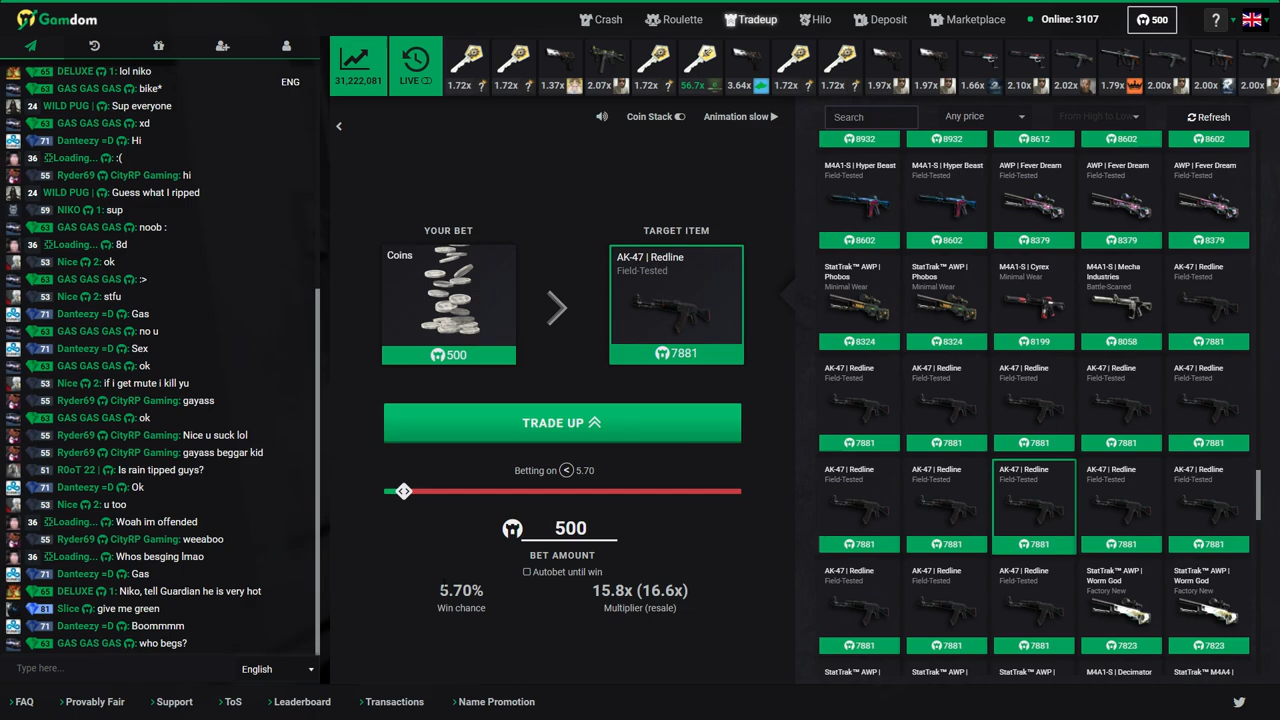 Gamdom
Crash
Roulette
Tradeup
Hilo
Deposit
Marketplace
Online: 3107
500
?
31,222,081
LIVE
1.72x
1.72x
1.37x
2.07x
1.72x
56.7x
3.64x
1.72x
1.72x
1.97x
1.97x
1.66x
2.10x
2.02x
1.79x
2.00x
2.00x
2.00x
65 DELUXE 1: lol niko
ENG
63 GAS GAS GAS: bike*
24 WILD PUG |: Sup everyone
63 GAS GAS GAS: xd
71 Danteezy =D: Hi
36 Loading...: :(
55 Ryder69 CityRP Gaming: hi
24 WILD PUG |: Guess what I ripped
59 NIKO 1: sup
63 GAS GAS GAS: noob :
36 Loading...: 8d
53 Nice 2: ok
63 GAS GAS GAS: :>
53 Nice 2: stfu
71 Danteezy =D: Gas
63 GAS GAS GAS: no u
71 Danteezy =D: Sex
63 GAS GAS GAS: ok
53 Nice 2: if i get mute i kill yu
55 Ryder69 CityRP Gaming: gayass
63 GAS GAS GAS: ok
55 Ryder69 CityRP Gaming: Nice u suck lol
55 Ryder69 CityRP Gaming: gayass beggar kid
51 R0oT 22 |: Is rain tipped guys?
71 Danteezy =D: Ok
53 Nice 2: u too
36 Loading...: Woah im offended
55 Ryder69 CityRP Gaming: weeaboo
36 Loading...: Whos besging lmao
71 Danteezy =D: Gas
65 DELUXE 1: Niko, tell Guardian he is very hot
81 Slice: give me green
71 Danteezy =D: Boommmm
63 GAS GAS GAS: who begs?
Type here...
English
Coin Stack
Animation slow
YOUR BET
TARGET ITEM
Coins
500
AK-47 | Redline
Field-Tested
7881
TRADE UP
Betting on < 5.70
500
BET AMOUNT
Autobet until win
5.70%
Win chance
15.8x (16.6x)
Multiplier (resale)
Search
Any price
From High to Low
Refresh
8932
8932
8612
8602
8602
M4A1-S | Hyper Beast
Field-Tested
8602
M4A1-S | Hyper Beast
Field-Tested
8602
AWP | Fever Dream
Field-Tested
8379
AWP | Fever Dream
Field-Tested
8379
AWP | Fever Dream
Field-Tested
8379
StatTrak™ AWP |
Phobos
Minimal Wear
8324
StatTrak™ AWP |
Phobos
Minimal Wear
8324
M4A1-S | Cyrex
Minimal Wear
8199
M4A1-S | Mecha
Industries
Battle-Scarred
8058
AK-47 | Redline
Field-Tested
7881
AK-47 | Redline
Field-Tested
7881
AK-47 | Redline
Field-Tested
7881
AK-47 | Redline
Field-Tested
7881
AK-47 | Redline
Field-Tested
7881
AK-47 | Redline
Field-Tested
7881
AK-47 | Redline
Field-Tested
7881
AK-47 | Redline
Field-Tested
7881
AK-47 | Redline
Field-Tested
7881
AK-47 | Redline
Field-Tested
7881
AK-47 | Redline
Field-Tested
7881
AK-47 | Redline
Field-Tested
7881
AK-47 | Redline
Field-Tested
7881
AK-47 | Redline
Field-Tested
7881
StatTrak™ AWP |
Worm God
Factory New
7823
StatTrak™ AWP |
Worm God
Factory New
7823
StatTrak™ AWP |
StatTrak™ AWP |
StatTrak™ AWP |
M4A1-S | Decimator
StatTrak™ M4A4 |
FAQ
Provably Fair
Support
ToS
Leaderboard
Transactions
Name Promotion